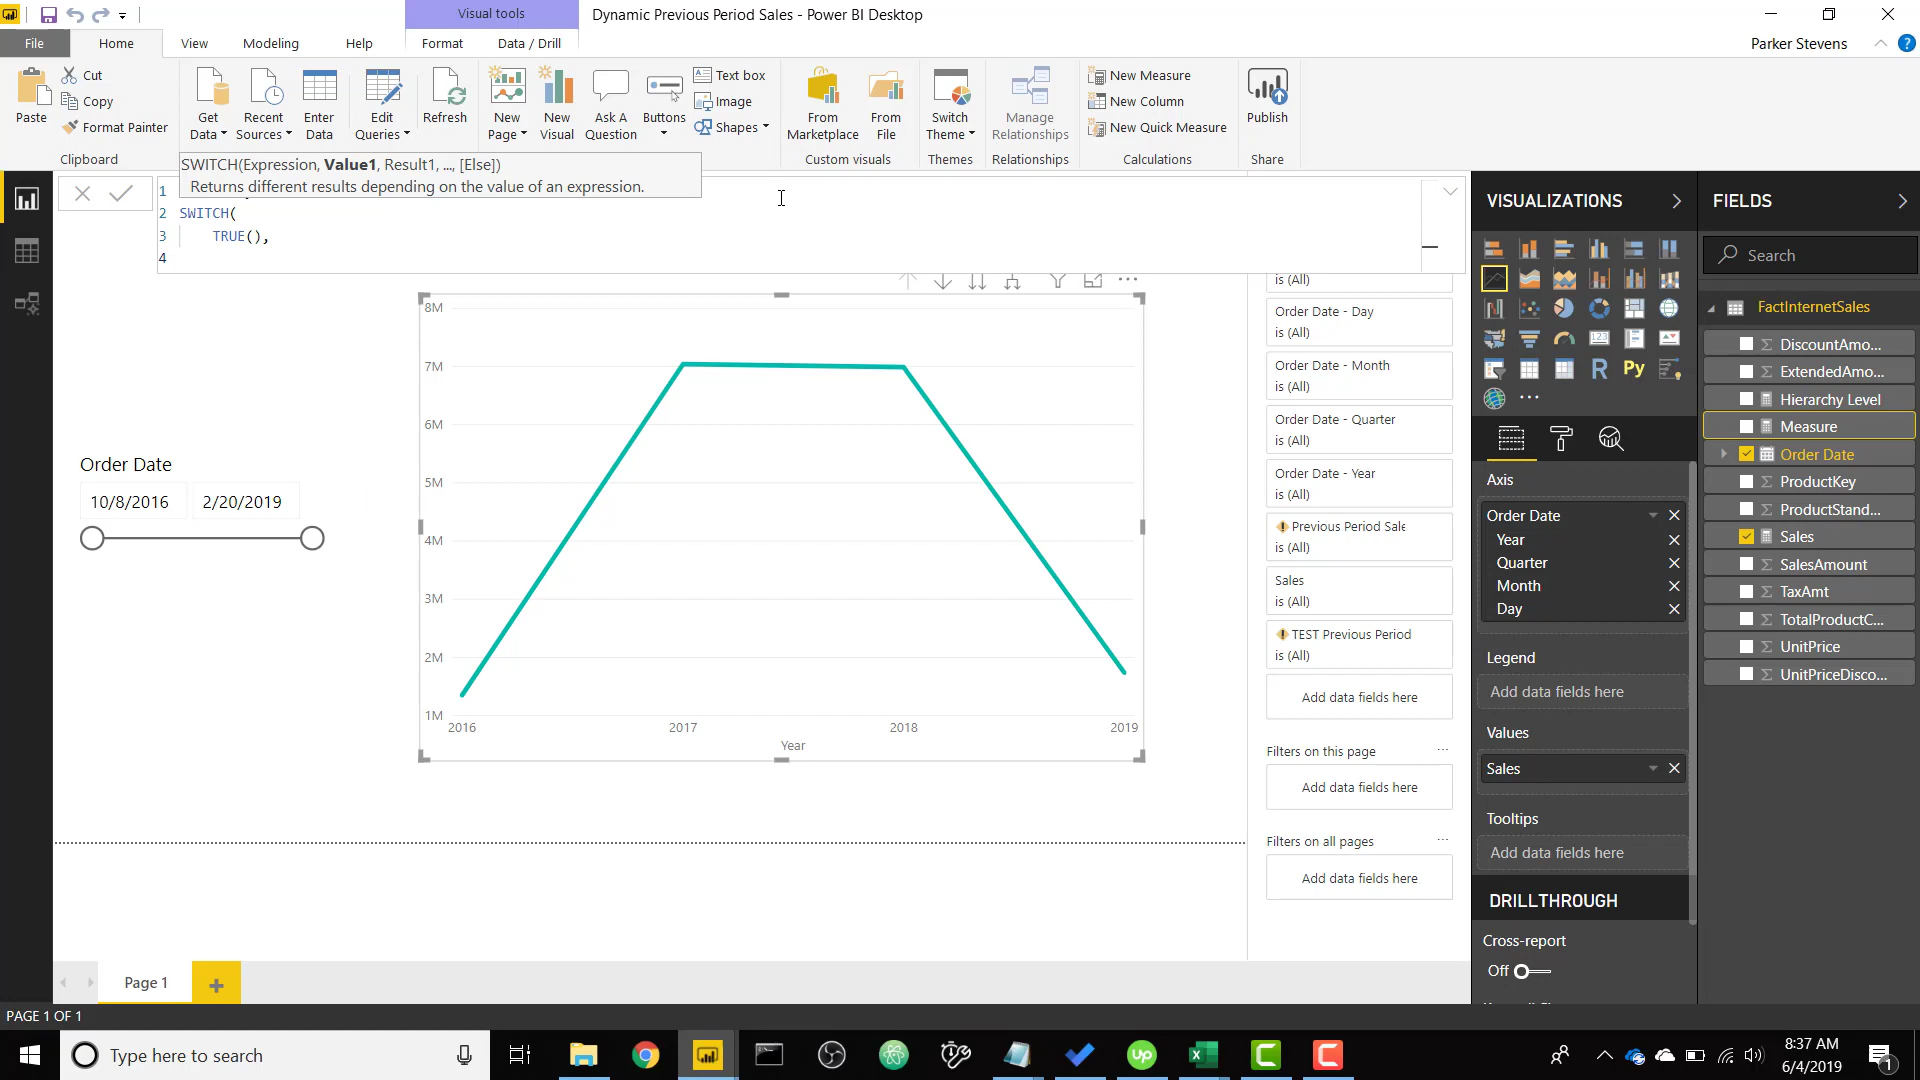 Visual tools
Dynamic Previous Period Sales - Power BI Desktop
File
Home
View
Modeling
Help
Format
Data / Drill
Parker Stevens
?
Paste
Cut
Copy
Format Painter
Clipboard
Get Data
Recent Sources
Enter Data
Edit Queries
Refresh
New Page
New Visual
Ask A Question
Buttons
Text box
Image
Shapes
From Marketplace
From File
Custom visuals
Switch Theme
Themes
Manage Relationships
Relationships
New Measure
New Column
New Quick Measure
Calculations
Publish
Share
SWITCH(Expression, Value1, Result1, ..., [Else])
Returns different results depending on the value of an expression.
1
2 SWITCH(
3 TRUE(),
4
Order Date
10/8/2016 2/20/2019
8M
7M
6M
5M
4M
3M
2M
1M
2016 2017 2018 2019
Year
is (All)
Order Date - Day
is (All)
Order Date - Month
is (All)
Order Date - Quarter
is (All)
Order Date - Year
is (All)
Previous Period Sale
is (All)
Sales
is (All)
TEST Previous Period
is (All)
Add data fields here
Filters on this page ...
Add data fields here
Filters on all pages ...
Add data fields here
VISUALIZATIONS
123
R
Py
...
Axis
Order Date
Year
Quarter
Month
Day
Legend
Add data fields here
Values
Sales
Tooltips
Add data fields here
DRILLTHROUGH
Cross-report
Off
FIELDS
Search
FactInternetSales
DiscountAmo...
ExtendedAmo...
Hierarchy Level
Measure
Order Date
ProductKey
ProductStand...
Sales
SalesAmount
TaxAmt
TotalProductC...
UnitPrice
UnitPriceDisco...
Page 1
PAGE 1 OF 1
Type here to search
up
8:37 AM
6/4/2019
1